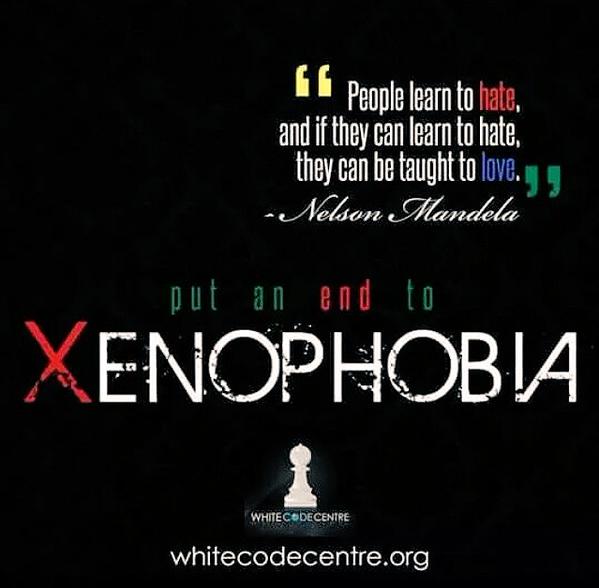 “ People learn to hate,
and if they can learn to hate,
they can be taught to love. ”
- Nelson Mandela
put an end to
XENOPHOBIA
WHITECODECENTRE
whitecodecentre.org